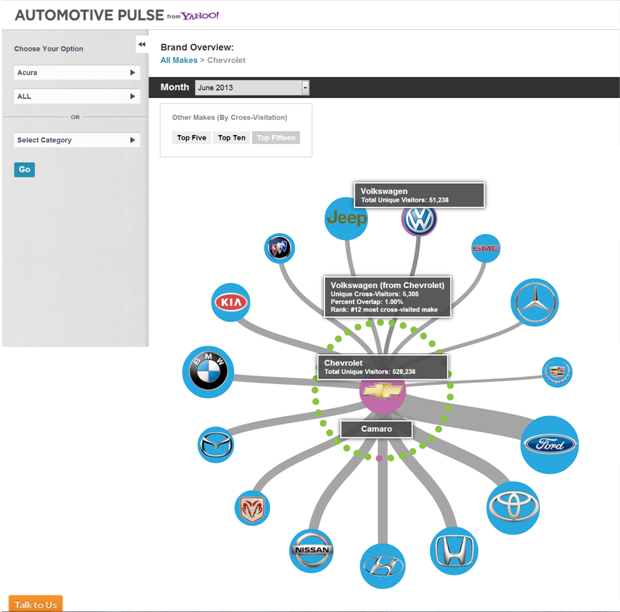 AUTOMOTIVE PULSE from YAHOO!
Choose Your Option
Acura
ALL
OR
Select Category
Go
Brand Overview:
All Makes > Chevrolet
Month June 2013
Other Makes (By Cross-Visitation)
Top Five Top Ten Top Fifteen
Volkswagen
Total Unique Visitors: 51,238
Jeep
GMC
Volkswagen (from Chevrolet)
Unique Cross-Visitors: 5,305
Percent Overlap: 1.00%
Rank: #12 most cross-visited make
KIA
BMW
Chevrolet
Total Unique Visitors: 528,236
Camaro
Ford
NISSAN
Talk to Us